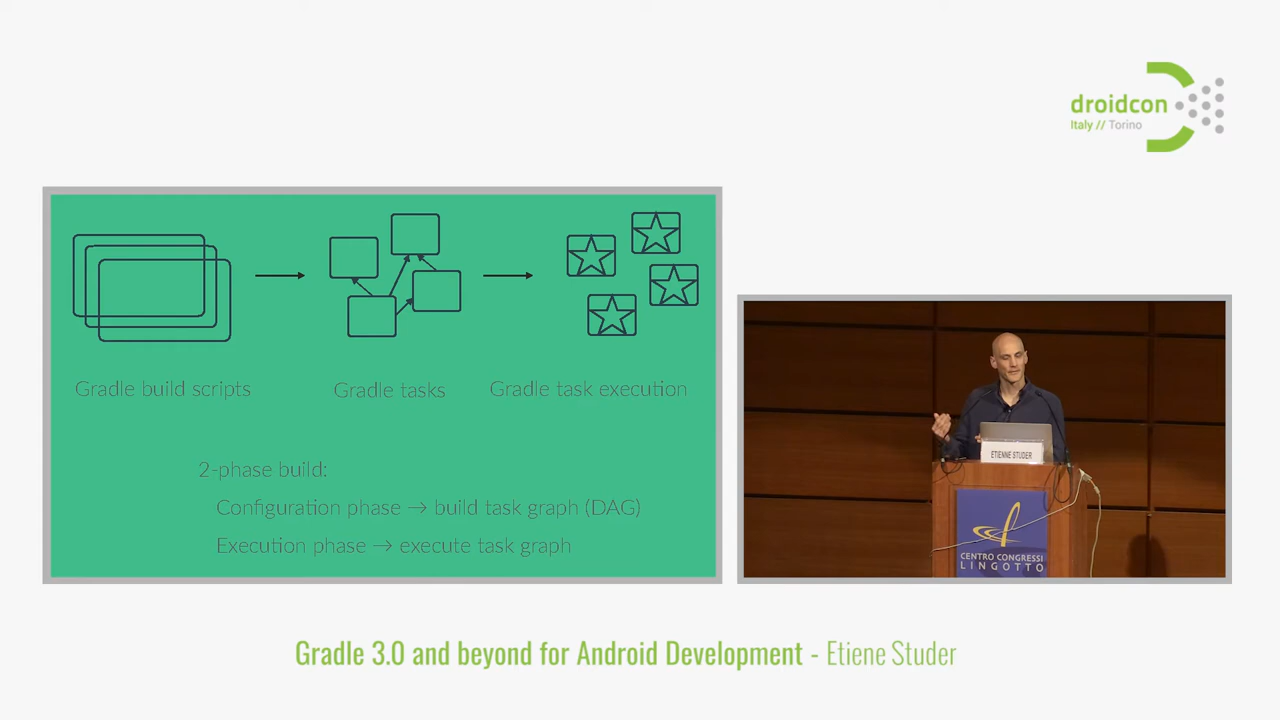 droidcon
Italy // Torino
Gradle build scripts
Gradle tasks
Gradle task execution
2-phase build:
Configuration phase → build task graph (DAG)
Execution phase → execute task graph
ETIENNE STUDER
CENTRO CONGRESSI
LINGOTTO
Gradle 3.0 and beyond for Android Development - Etiene Studer